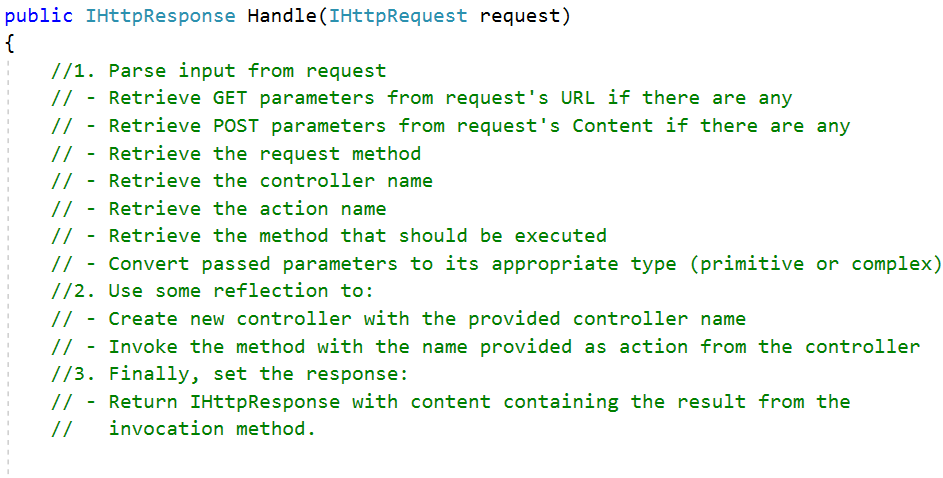 public IHttpResponse Handle(IHttpRequest request)
{
//1. Parse input from request
// - Retrieve GET parameters from request's URL if there are any
// - Retrieve POST parameters from request's Content if there are any
// - Retrieve the request method
// - Retrieve the controller name
// - Retrieve the action name
// - Retrieve the method that should be executed
// - Convert passed parameters to its appropriate type (primitive or complex)
//2. Use some reflection to:
// - Create new controller with the provided controller name
// - Invoke the method with the name provided as action from the controller
//3. Finally, set the response:
// - Return IHttpResponse with content containing the result from the
//   invocation method.